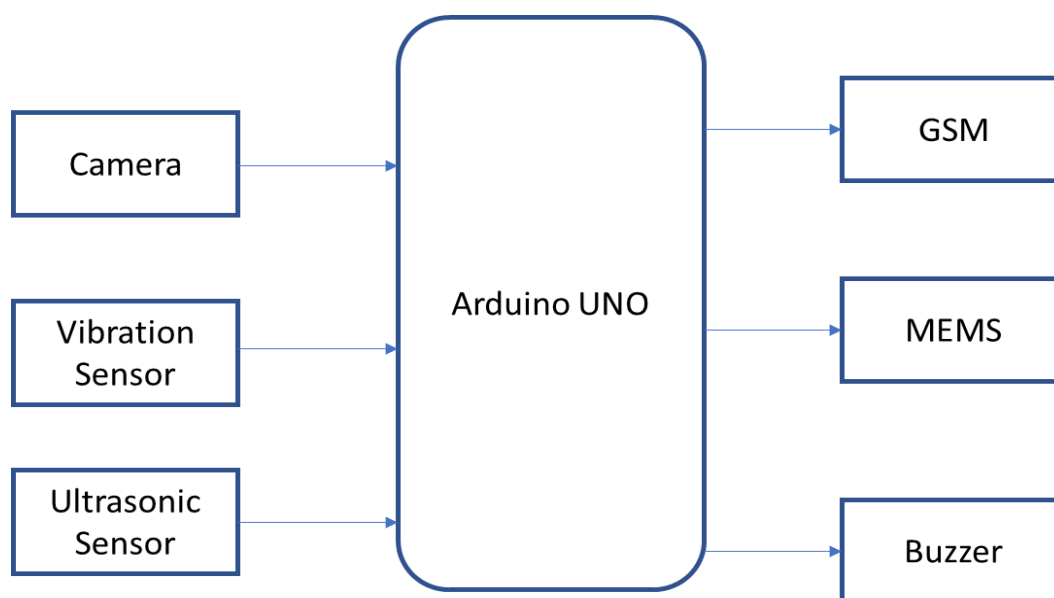 Camera
Vibration
Sensor
Ultrasonic
Sensor
Arduino UNO
GSM
MEMS
Buzzer